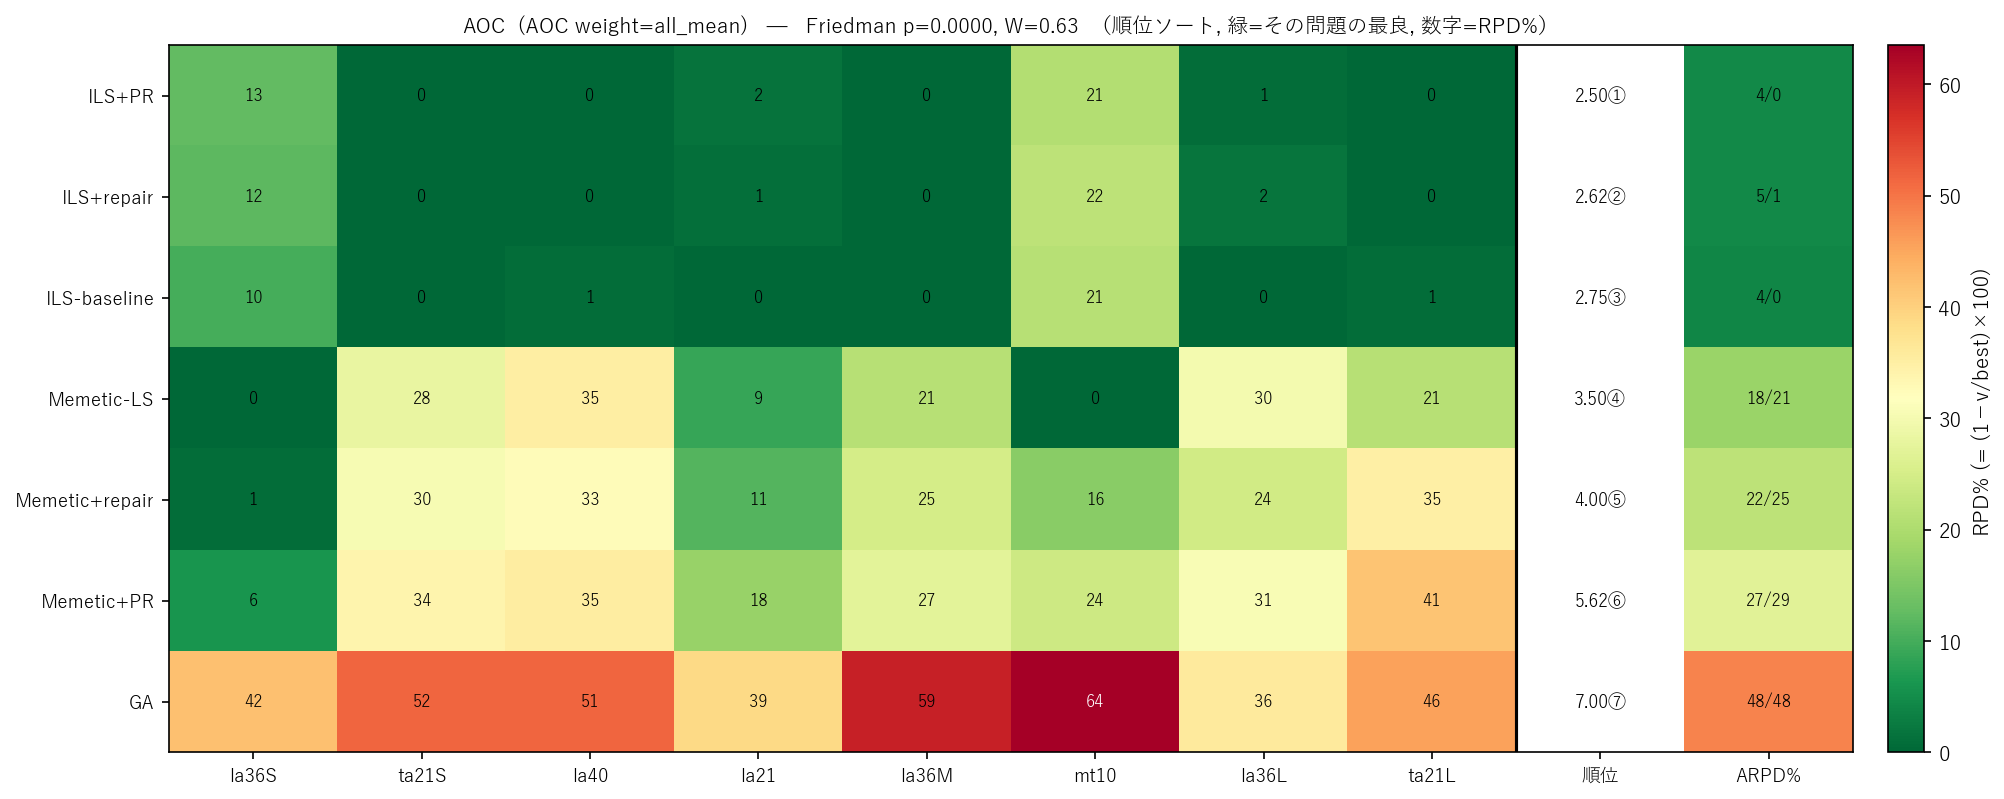 AOC (AOC weight=all_mean) — Friedman p=0.0000, W=0.63 (順位ソート, 緑=その問題の最良, 数字=RPD%)
ILS+PR 13 0 0 2 0 21 1 0 2.50① 4/0
ILS+repair 12 0 0 1 0 22 2 0 2.62② 5/1
ILS-baseline 10 0 1 0 0 21 0 1 2.75③ 4/0
Memetic-LS 0 28 35 9 21 0 30 21 3.50④ 18/21
Memetic+repair 1 30 33 11 25 16 24 35 4.00⑤ 22/25
Memetic+PR 6 34 35 18 27 24 31 41 5.62⑥ 27/29
GA 42 52 51 39 59 64 36 46 7.00⑦ 48/48
la36S ta21S la40 la21 la36M mt10 la36L ta21L 順位 ARPD%
60
50
40
30
20
10
0
RPD% (= (1 − v/best) × 100)